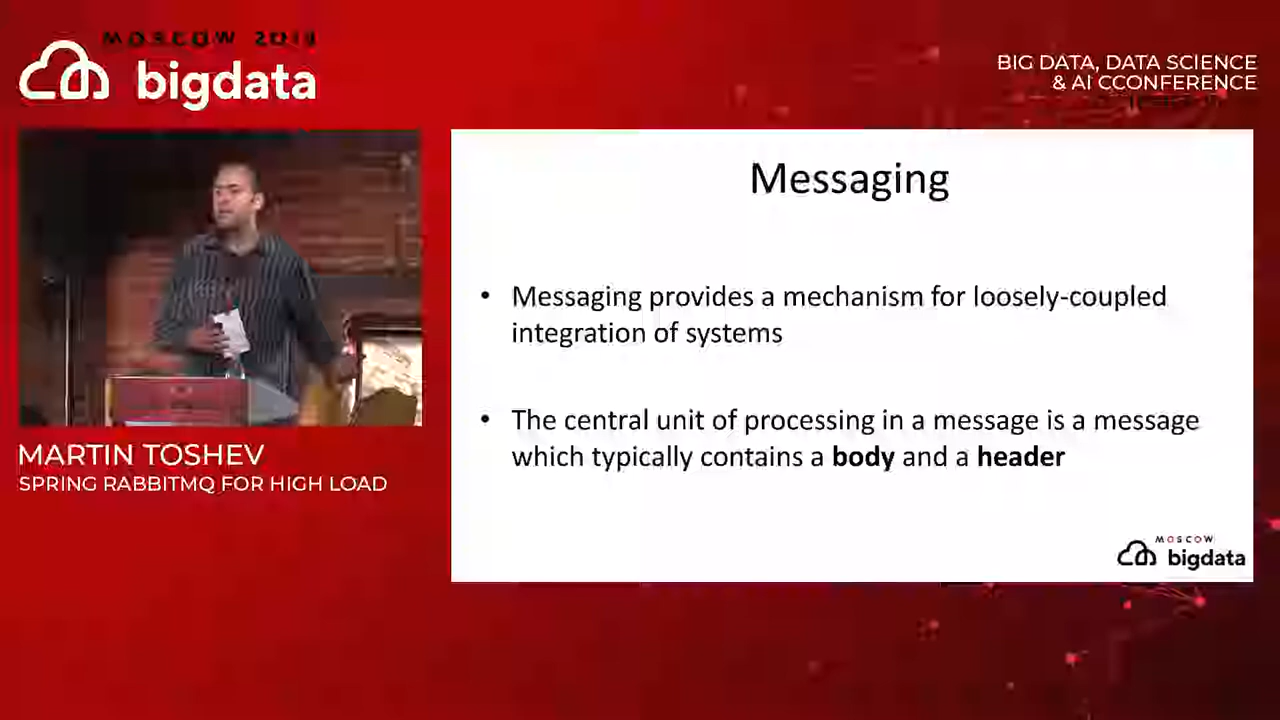 MOSCOW 2019
bigdata
BIG DATA, DATA SCIENCE
& AI CCONFERENCE
Messaging
• Messaging provides a mechanism for loosely-coupled
integration of systems
• The central unit of processing in a message is a message
which typically contains a body and a header
MOSCOW
bigdata
MARTIN TOSHEV
SPRING RABBITMQ FOR HIGH LOAD